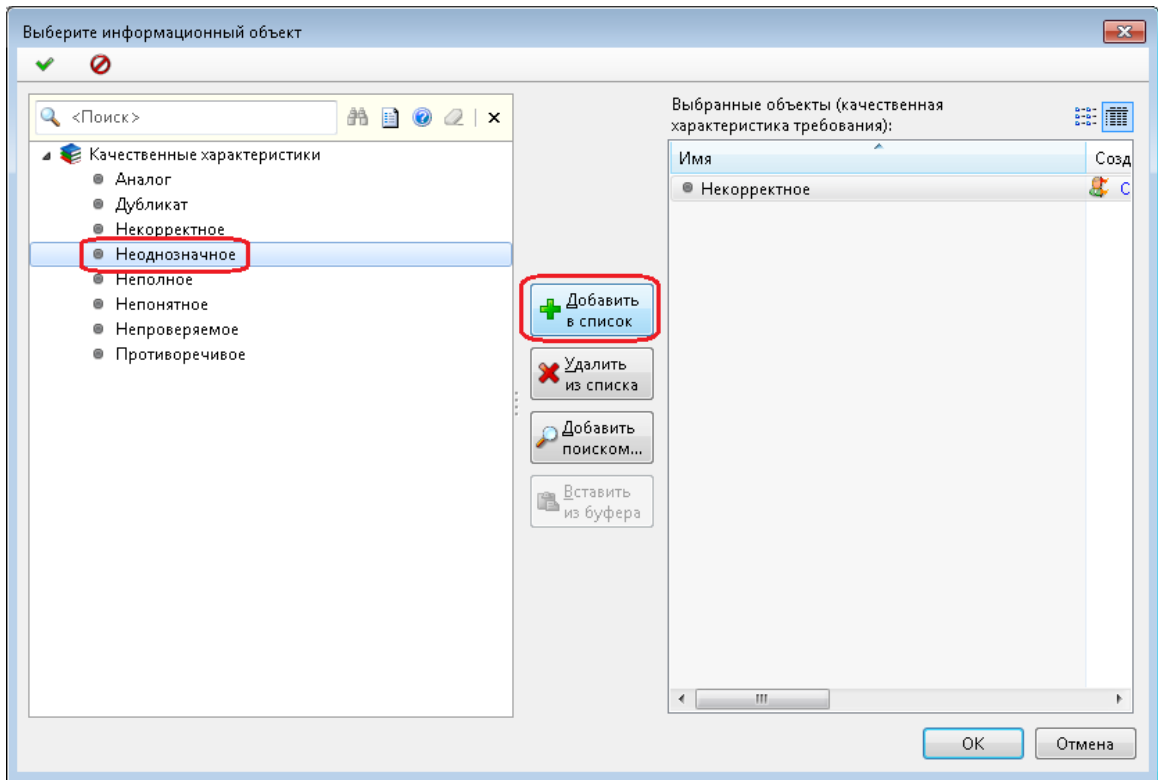 Выберите информационный объект
<Поиск>
Качественные характеристики
Аналог
Дубликат
Некорректное
Неоднозначное
Неполное
Непонятное
Непроверяемое
Противоречивое
Добавить
в список
Удалить
из списка
Добавить
поиском...
Вставить
из буфера
Выбранные объекты (качественная
характеристика требования):
Имя Созд
Некорректное С
OK Отмена